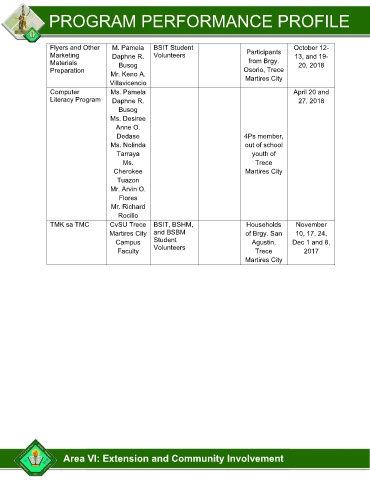 PROGRAM PERFORMANCE PROFILE
Flyers and Other
Marketing
Materials
Preparation
M. Pamela
Daphne R.
Busog
Mr. Keno A.
Villavicencio
BSIT Student
Volunteers
Participants
from Brgy.
Osorio, Trece
Martires City
October 12-
13, and 19-
20, 2018
Computer
Literacy Program
Ms. Pamela
Daphne R.
Busog
Ms. Desiree
Anne O.
Dedase
Ms. Nolinda
Tarraya
Ms.
Cherokee
Tuazon
Mr. Arvin O.
Flores
Mr. Richard
Rocillo
4Ps member,
out of school
youth of
Trece
Martires City
April 20 and
27, 2018
TMK sa TMC
CvSU Trece
Martires City
Campus
Faculty
BSIT, BSHM,
and BSBM
Student
Volunteers
Households
of Brgy. San
Agustin,
Trece
Martires City
November
10, 17, 24,
Dec 1 and 8,
2017
Area VI: Extension and Community Involvement